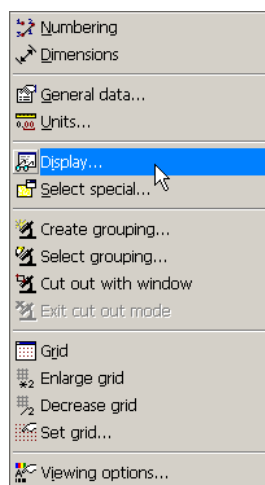 Numbering
Dimensions
General data...
Units...
Display...
Select special...
Create grouping...
Select grouping...
Cut out with window
Exit cut out mode
Grid
Enlarge grid
Decrease grid
Set grid...
Viewing options...